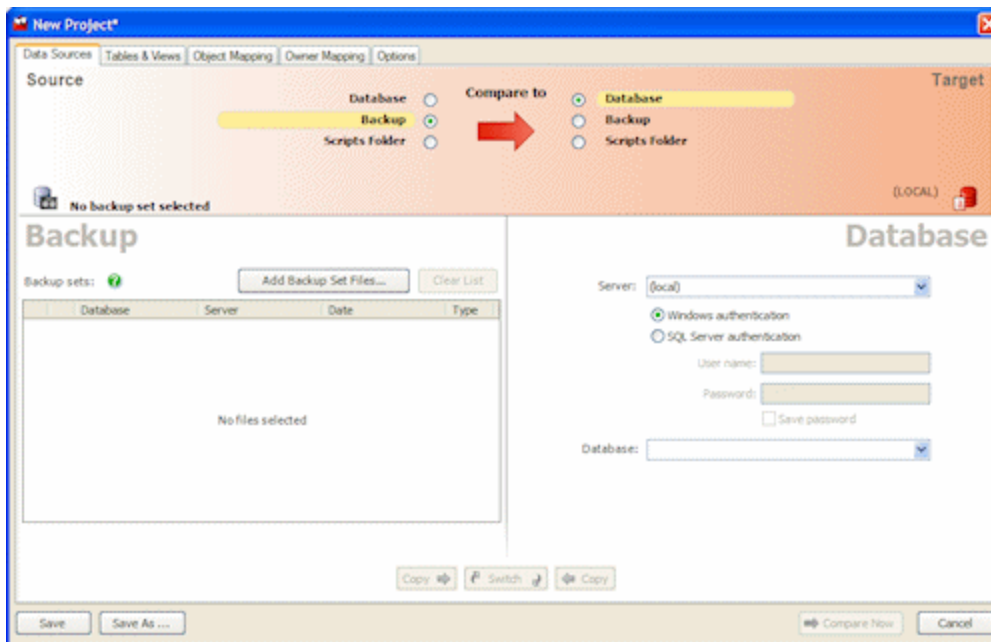 New Project*
Data Sources Tables & Views Object Mapping Owner Mapping Options
Source Target
Compare to
Database Database
Backup Backup
Scripts Folder Scripts Folder
No backup set selected (LOCAL)
Backup Database
Backup sets: ? Add Backup Set Files... Clear List
Server: (local)
Database Server Date Type
Windows authentication
SQL Server authentication
User name:
Password:
No files selected
Save password
Database:
Copy Switch Copy
Save Save As ... Compare Now Cancel